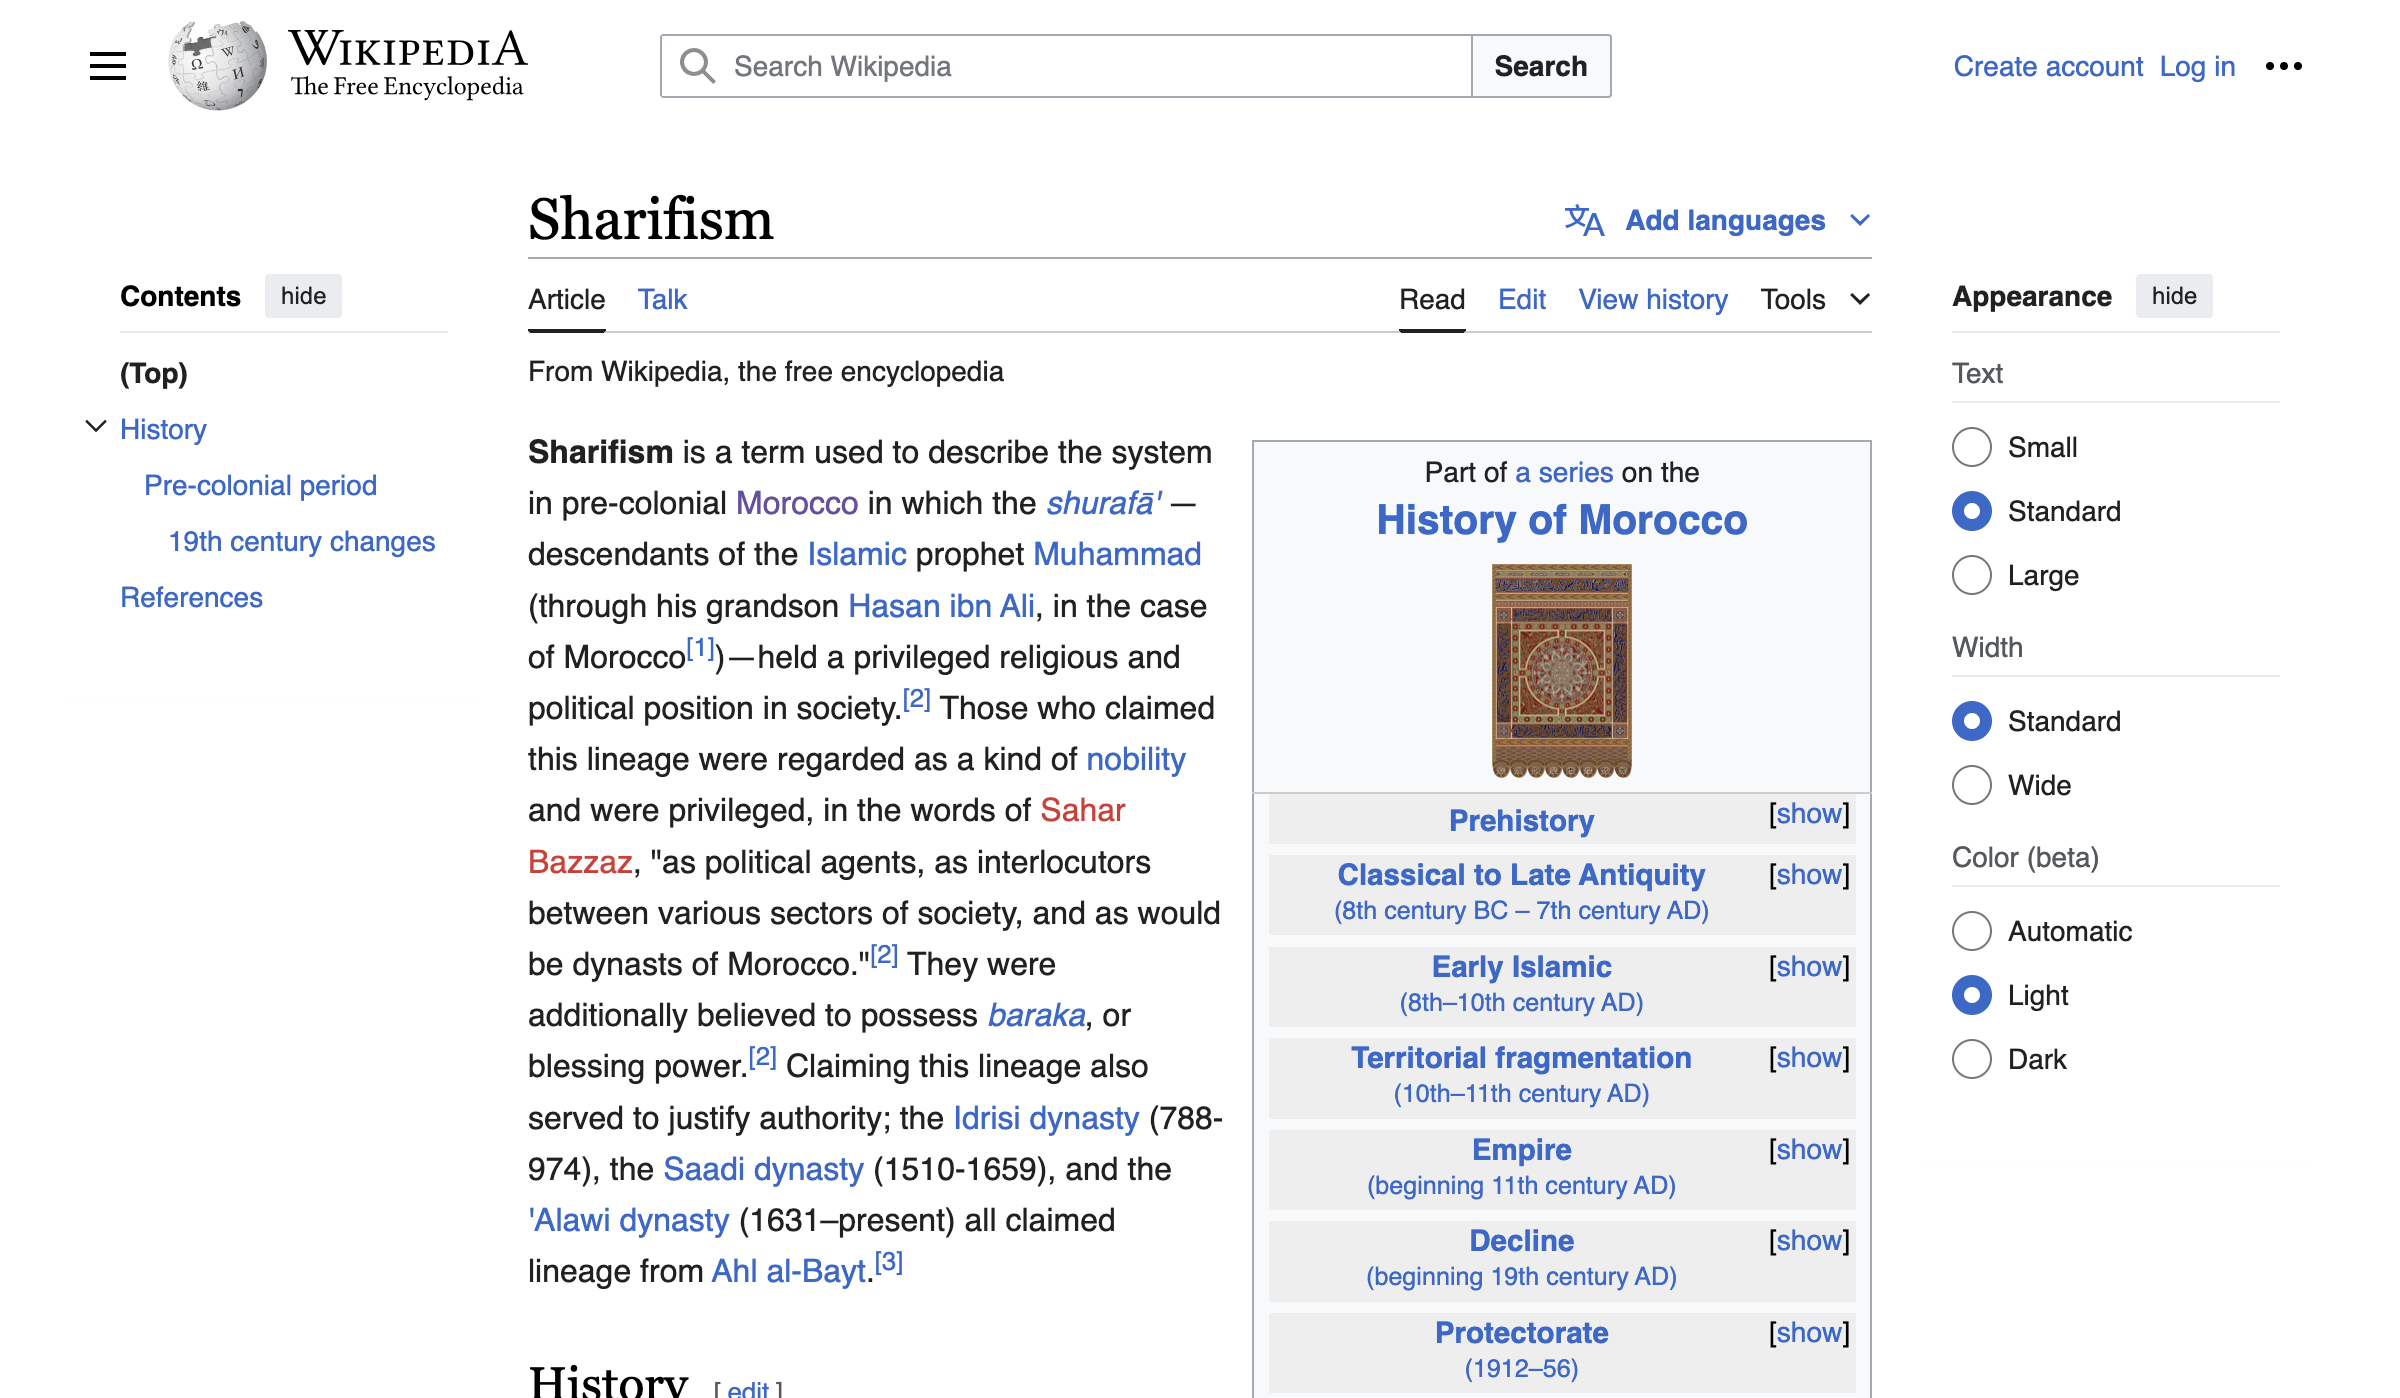 WIKIPEDIA
The Free Encyclopedia
Search Wikipedia
Search
Create account
Log in
Sharifism
Add languages
Contents
hide
(Top)
History
Pre-colonial period
19th century changes
References
Article
Talk
Read
Edit
View history
Tools
From Wikipedia, the free encyclopedia
Sharifism is a term used to describe the system
in pre-colonial Morocco in which the shurafā' —
descendants of the Islamic prophet Muhammad
(through his grandson Hasan ibn Ali, in the case
of Morocco[1])—held a privileged religious and
political position in society.[2] Those who claimed
this lineage were regarded as a kind of nobility
and were privileged, in the words of Sahar
Bazzaz, "as political agents, as interlocutors
between various sectors of society, and as would
be dynasts of Morocco."[2] They were
additionally believed to possess baraka, or
blessing power.[2] Claiming this lineage also
served to justify authority; the Idrisi dynasty (788-
974), the Saadi dynasty (1510-1659), and the
'Alawi dynasty (1631–present) all claimed
lineage from Ahl al-Bayt.[3]
History [ edit ]
Part of a series on the
History of Morocco
Prehistory [show]
Classical to Late Antiquity [show]
(8th century BC – 7th century AD)
Early Islamic [show]
(8th–10th century AD)
Territorial fragmentation [show]
(10th–11th century AD)
Empire [show]
(beginning 11th century AD)
Decline [show]
(beginning 19th century AD)
Protectorate [show]
(1912–56)
Appearance
hide
Text
Small
Standard
Large
Width
Standard
Wide
Color (beta)
Automatic
Light
Dark